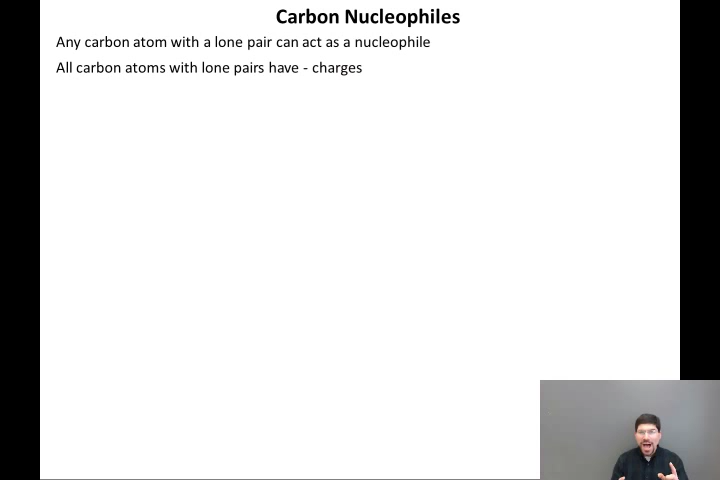 Carbon Nucleophiles
Any carbon atom with a lone pair can act as a nucleophile
All carbon atoms with lone pairs have - charges